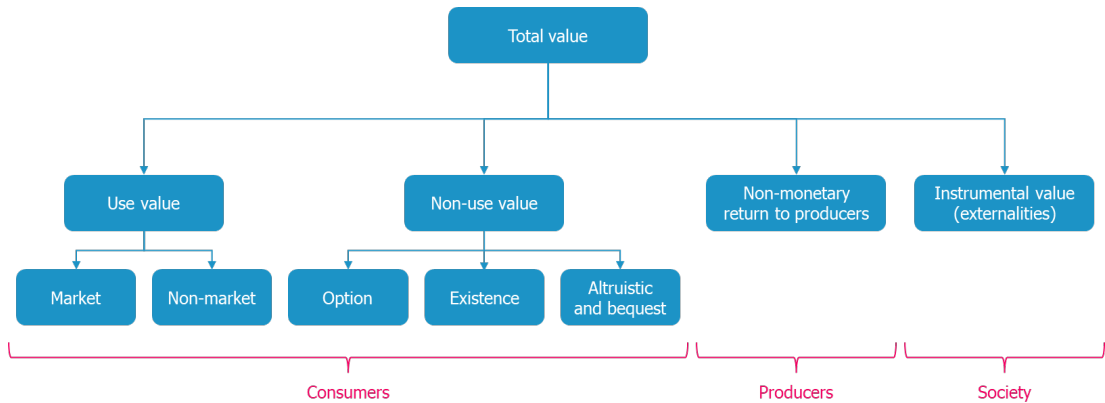 Total value
Use value
Non-use value
Non-monetary
return to producers
Instrumental value
(externalities)
Market
Non-market
Option
Existence
Altruistic
and bequest
Consumers
Producers
Society